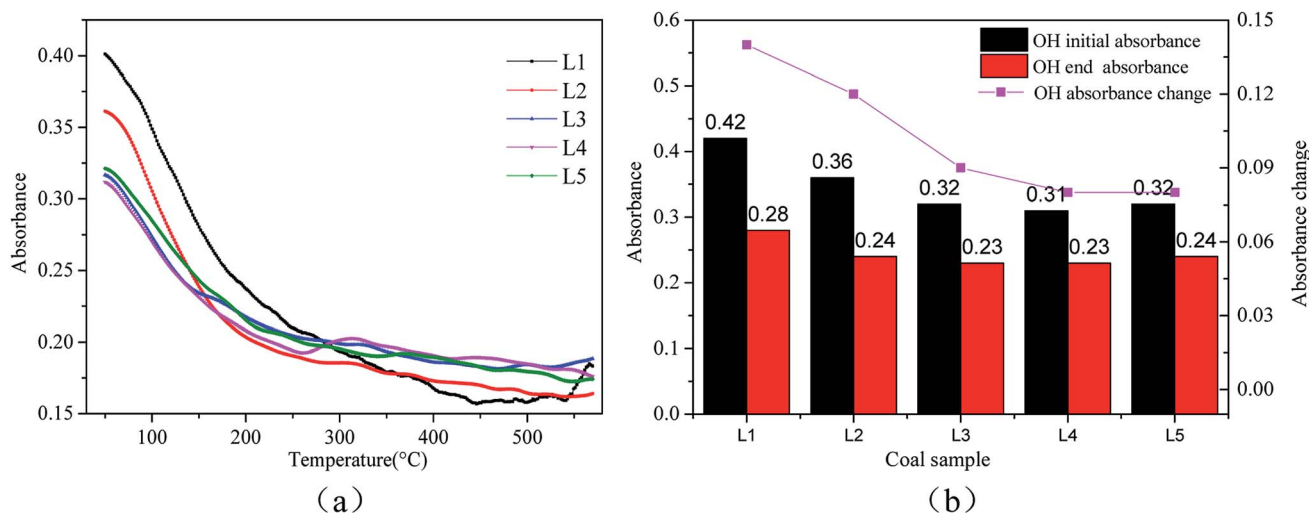 0.40
0.35
0.30
0.25
0.20
0.15
Absorbance
L1
L2
L3
L4
L5
100
200
300
400
500
Temperature(°C)
(a)
0.6
0.5
0.4
0.3
0.2
0.1
0.0
Absorbance
OH initial absorbance
OH end absorbance
OH absorbance change
0.42
0.28
0.36
0.24
0.32
0.23
0.31
0.23
0.32
0.24
0.15
0.12
0.09
0.06
0.03
0.00
Absorbance change
L1
L2
L3
L4
L5
Coal sample
(b)